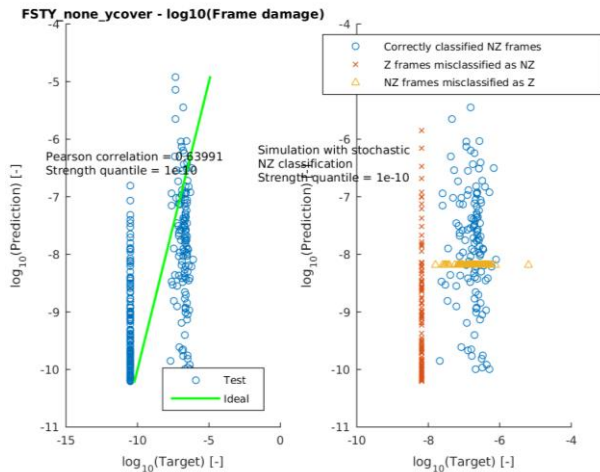 FSTY_none_ycover - log10(Frame damage)
-4
-5
-6
-7
-8
-9
-10
-11
log10(Prediction) [-]
Pearson correlation = 0.63991
Strength quantile = 1e-10
Test
Ideal
-15
-10
-5
0
log10(Target) [-]
-4
-5
-6
-7
-8
-9
-10
-11
log10(Prediction) [-]
Correctly classified NZ frames
Z frames misclassified as NZ
NZ frames misclassified as Z
Simulation with stochastic
NZ classification
Strength quantile = 1e-10
-10
-8
-6
-4
log10(Target) [-]